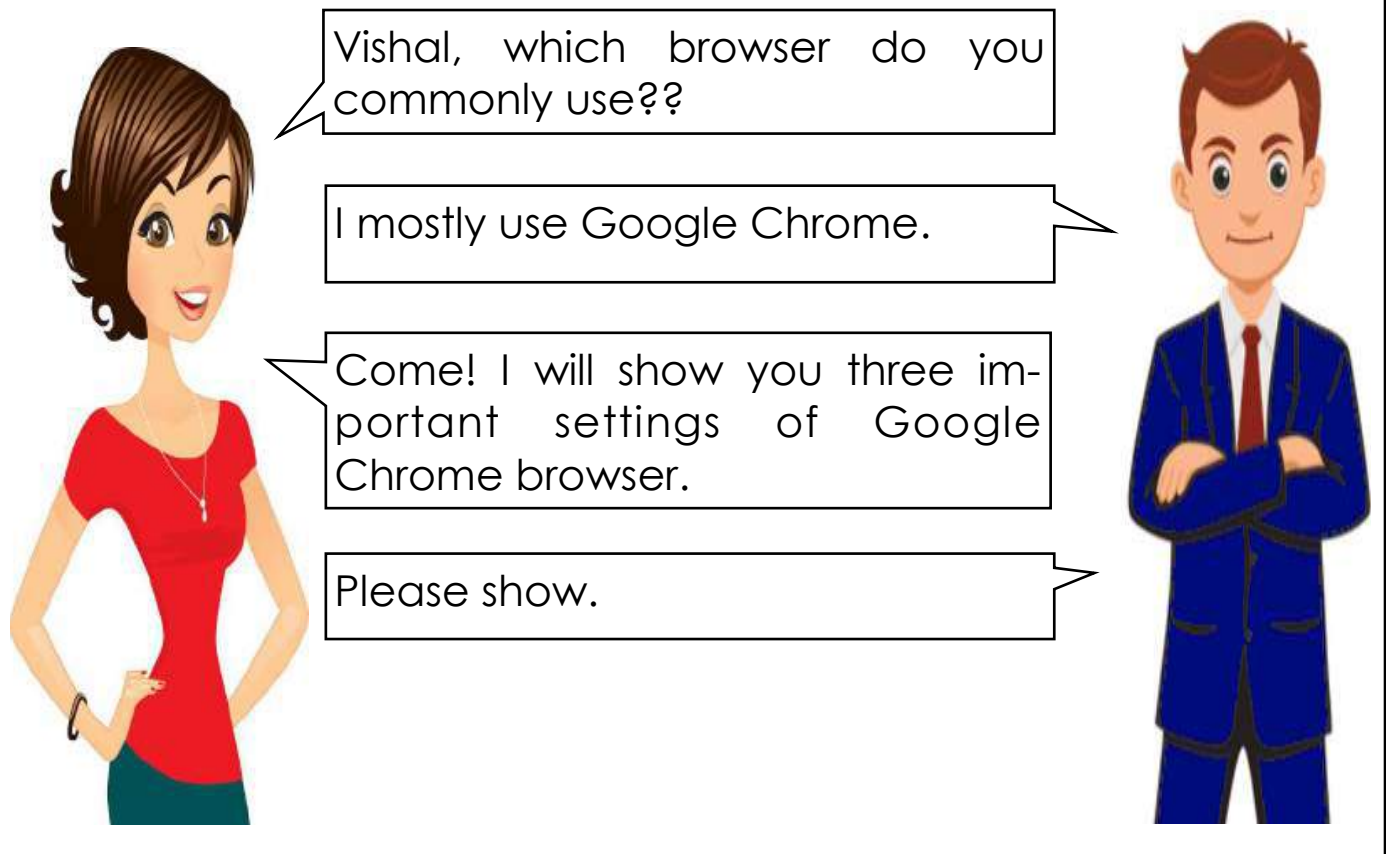 Vishal, which browser do you
commonly use??
I mostly use Google Chrome.
Come! I will show you three im-
portant settings of Google
Chrome browser.
Please show.